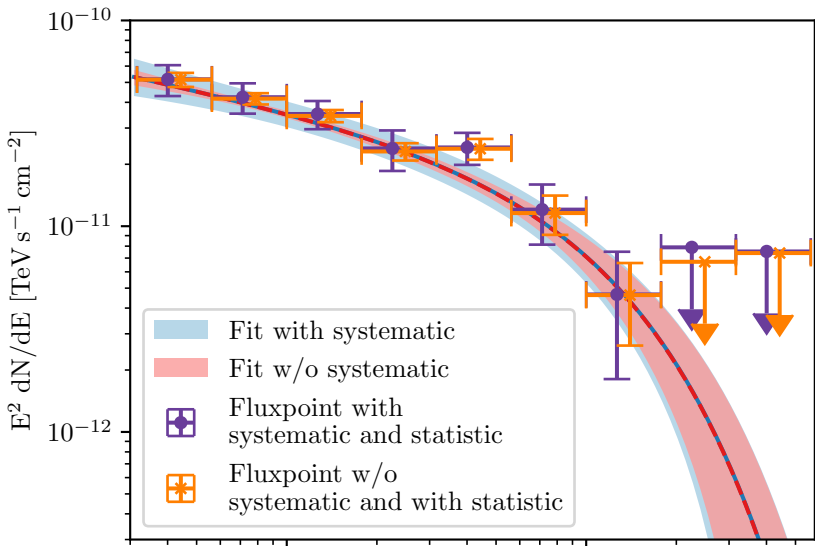 10⁻¹⁰
10⁻¹¹
10⁻¹²
E² dN/dE [TeV s⁻¹ cm⁻²]
Fit with systematic
Fit w/o systematic
Fluxpoint with
systematic and statistic
Fluxpoint w/o
systematic and with statistic